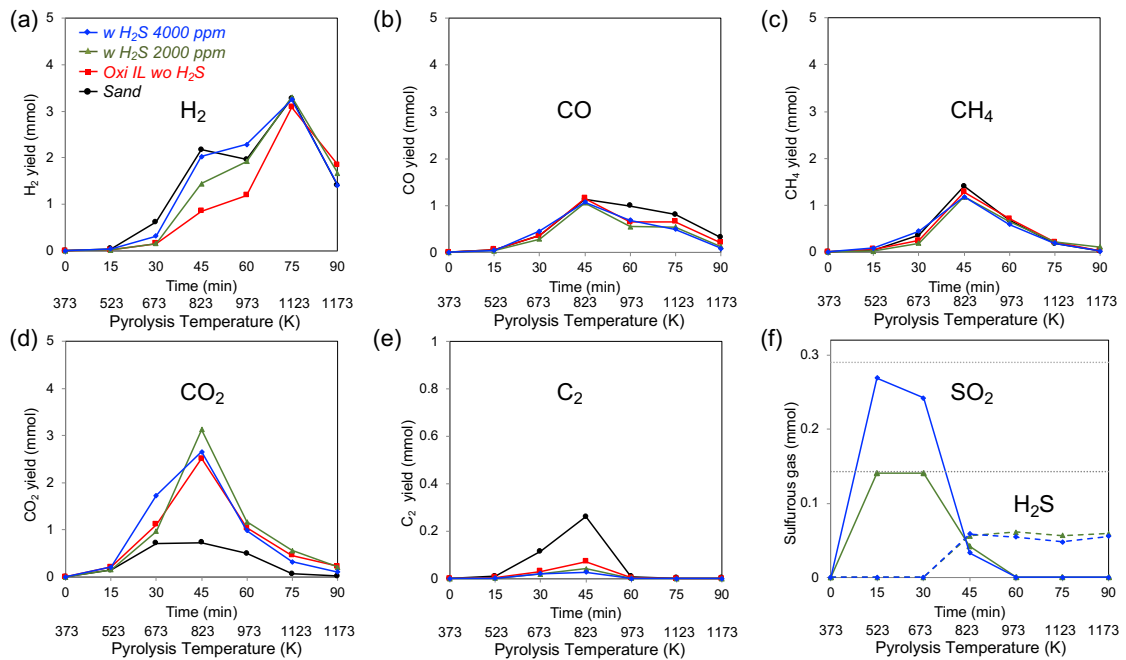 (a)
H2 yield (mmol)
5
4
3
2
1
0
w H2S 4000 ppm
w H2S 2000 ppm
Oxi IL wo H2S
Sand
H2
0 15 30 45 60 75 90
Time (min)
373 523 673 823 973 1123 1173
Pyrolysis Temperature (K)
(b)
CO yield (mmol)
5
4
3
2
1
0
CO
0 15 30 45 60 75 90
Time (min)
373 523 673 823 973 1123 1173
Pyrolysis Temperature (K)
(c)
CH4 yield (mmol)
5
4
3
2
1
0
CH4
0 15 30 45 60 75 90
Time (min)
373 523 673 823 973 1123 1173
Pyrolysis Temperature (K)
(d)
CO2 yield (mmol)
5
4
3
2
1
0
CO2
0 15 30 45 60 75 90
Time (min)
373 523 673 823 973 1123 1173
Pyrolysis Temperature (K)
(e)
C2 yield (mmol)
1
0.8
0.6
0.4
0.2
0
C2
0 15 30 45 60 75 90
Time (min)
373 523 673 823 973 1123 1173
Pyrolysis Temperature (K)
(f)
Sulfurous gas (mmol)
0.3
0.2
0.1
0
SO2
H2S
0 15 30 45 60 75 90
Time (min)
373 523 673 823 973 1123 1173
Pyrolysis Temperature (K)